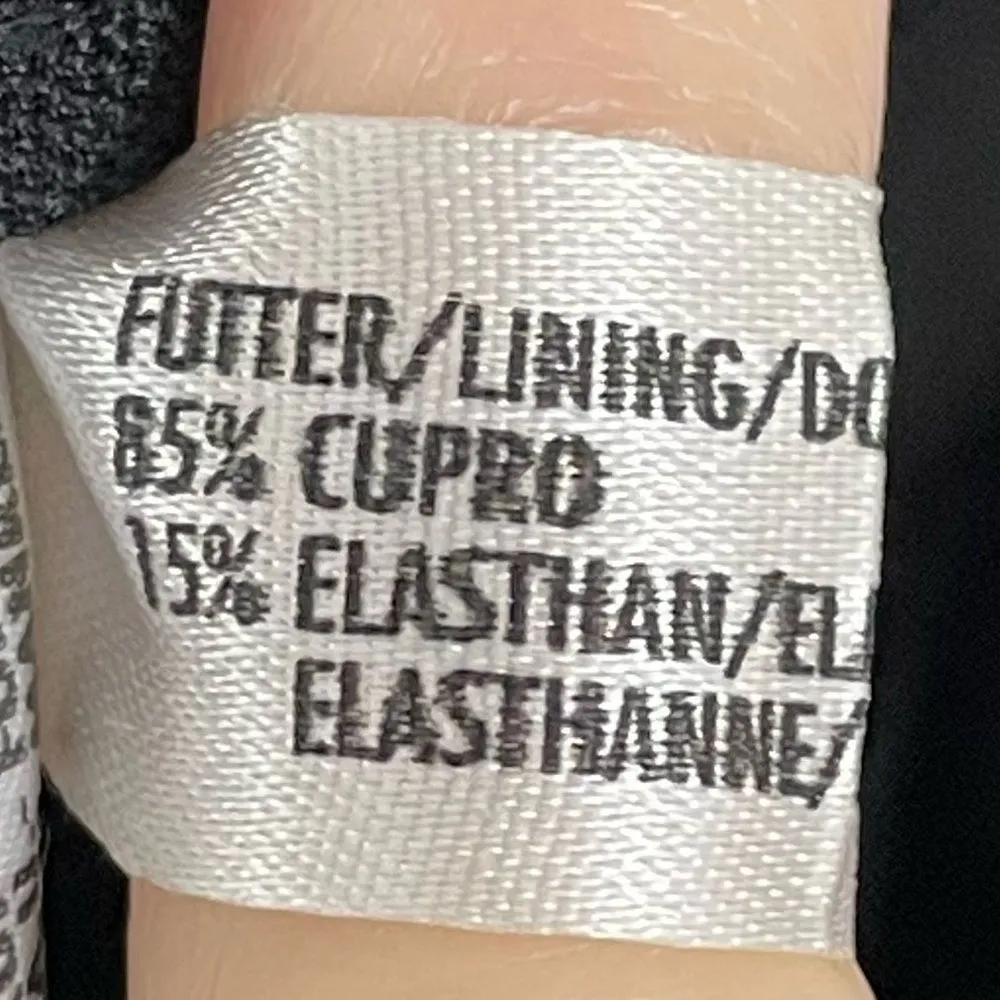 FUTTER/LINING/DO
85% CUPRO
15% ELASTHAN/EL
ELASTHANNE/